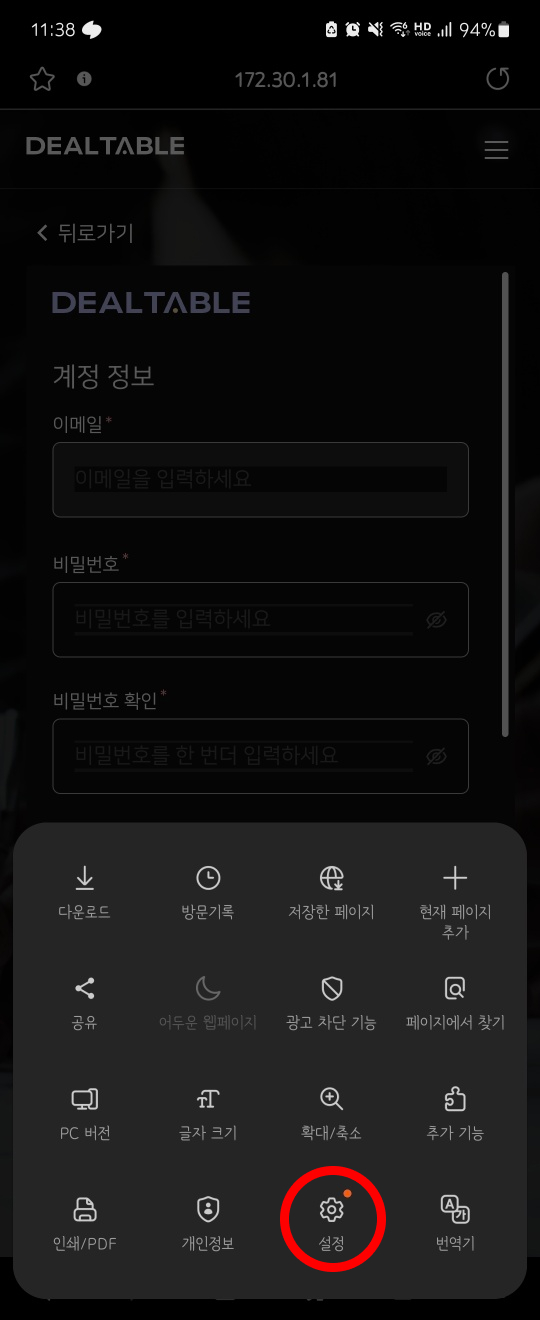 11:38
HD voice
94%
172.30.1.81
DEALTABLE
뒤로가기
DEALTABLE
계정 정보
이메일 *
이메일을 입력하세요
비밀번호 *
비밀번호를 입력하세요
비밀번호 확인 *
비밀번호를 한 번더 입력하세요
다운로드 방문기록 저장한 페이지 현재 페이지
추가
공유 어두운 웹페이지 광고 차단 기능 페이지에서 찾기
PC 버전 글자 크기 확대/축소 추가 기능
A 가
인쇄/PDF 개인정보 설정 번역기